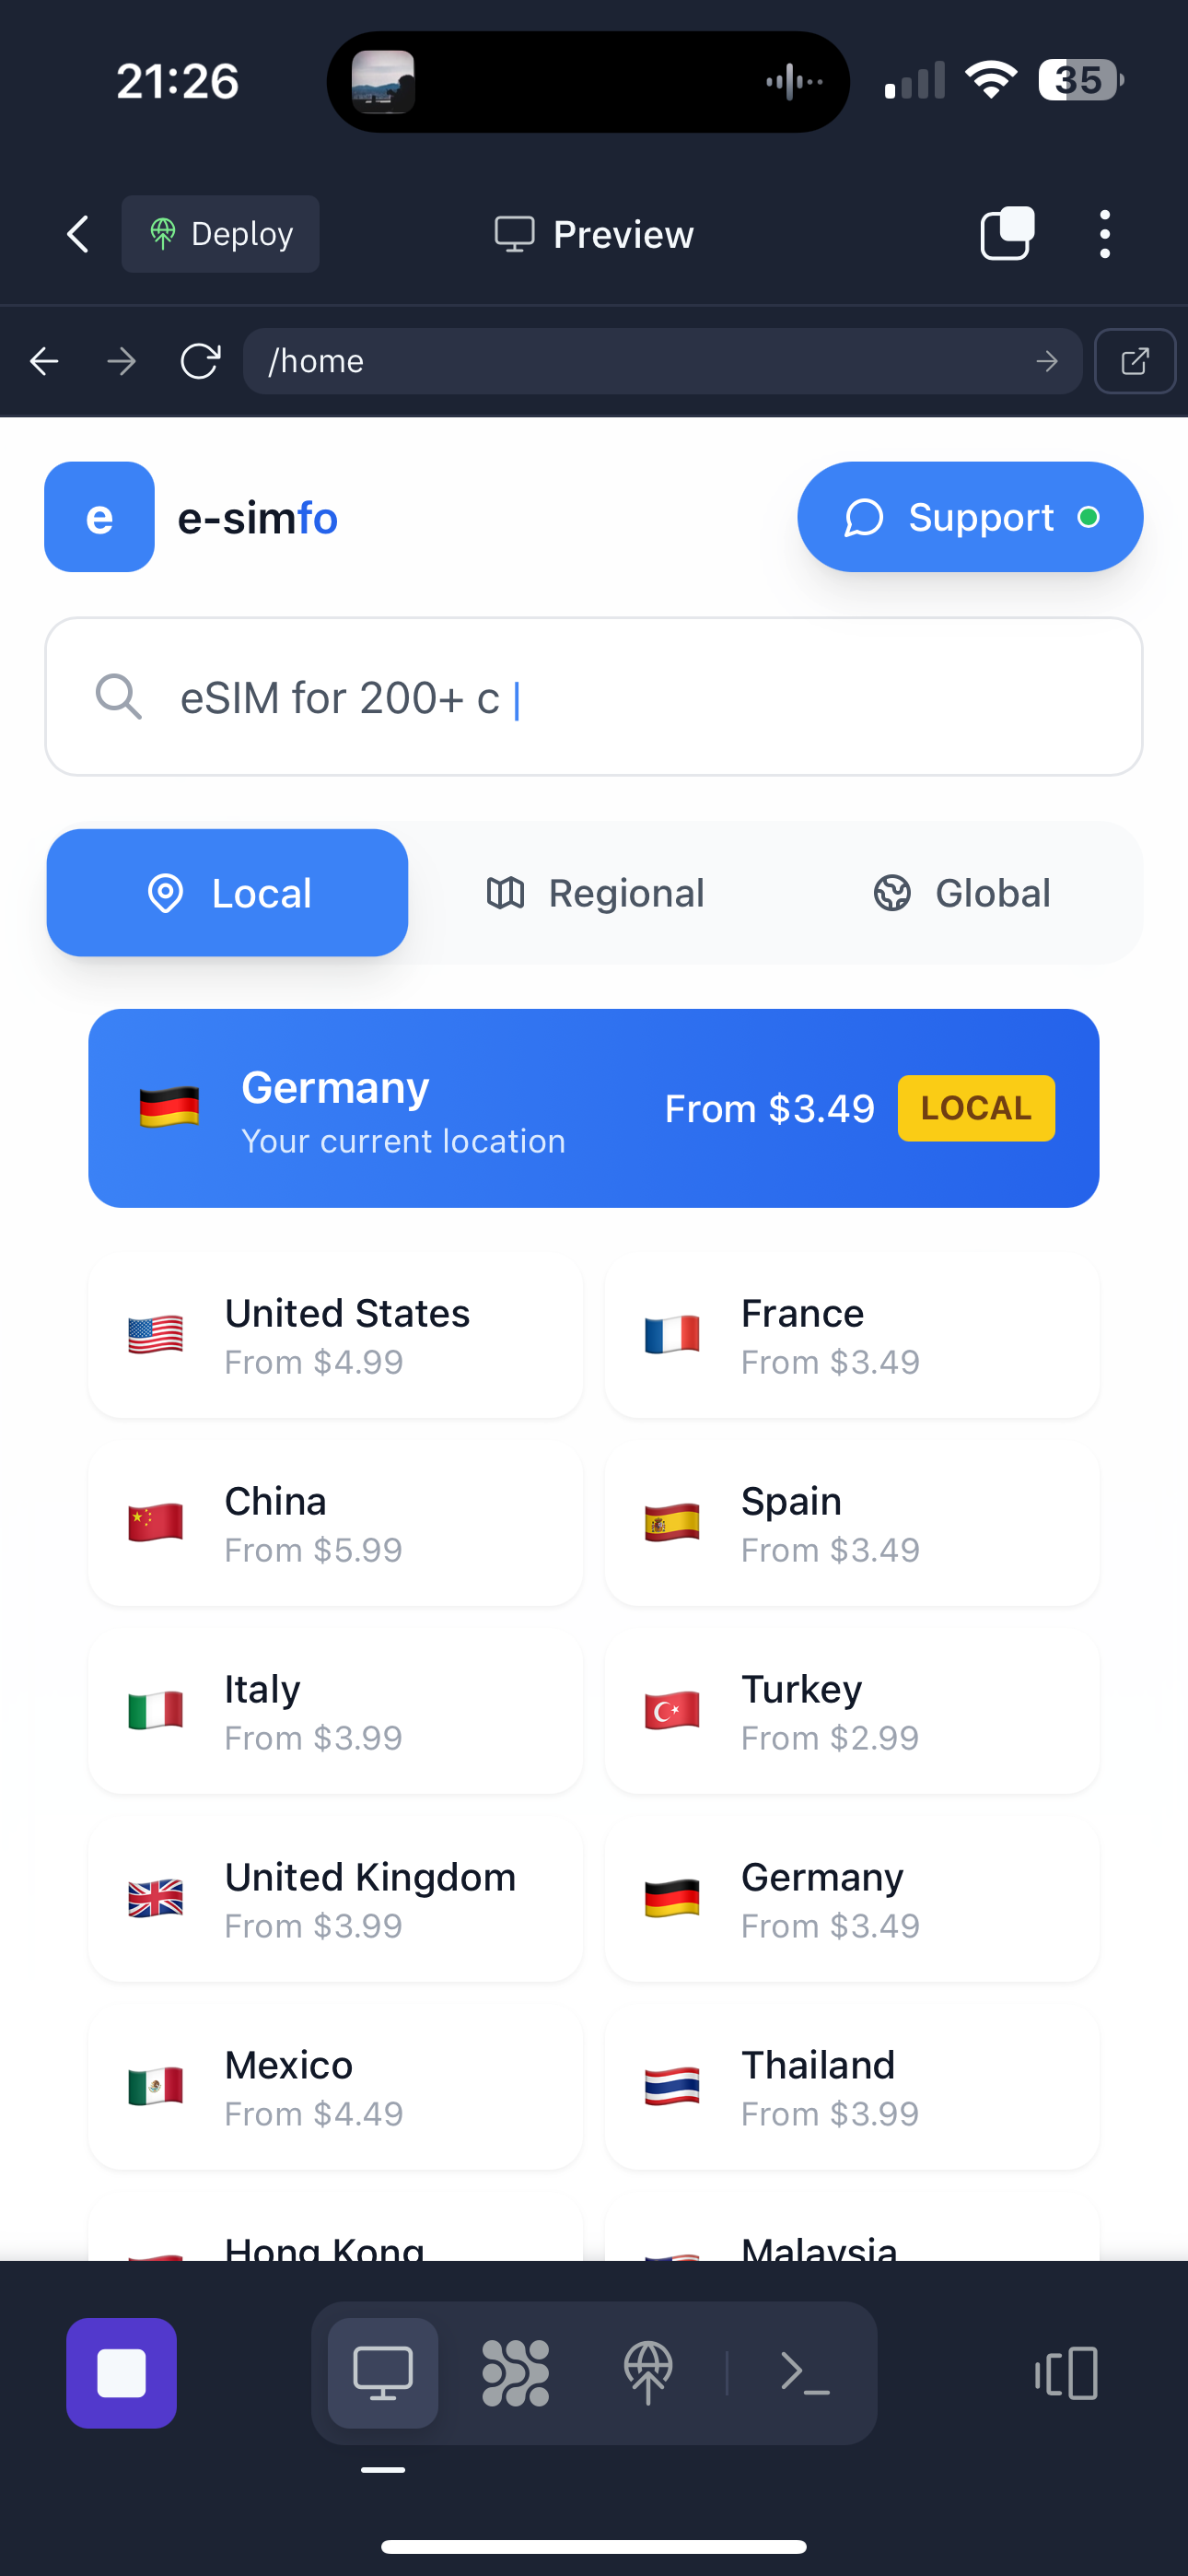 21:26
35
Deploy
Preview
/home
e
e-simfo
Support
eSIM for 200+ c
Local
Regional
Global
Germany
Your current location
From $3.49
LOCAL
United States
From $4.99
France
From $3.49
China
From $5.99
Spain
From $3.49
Italy
From $3.99
Turkey
From $2.99
United Kingdom
From $3.99
Germany
From $3.49
Mexico
From $4.49
Thailand
From $3.99
Hong Kong
Malaysia